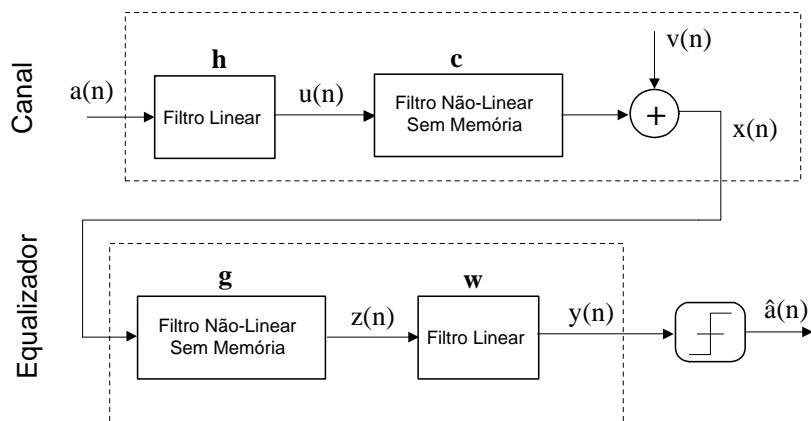 Canal
h
c
v(n)
a(n)
Filtro Linear
u(n)
Filtro Não-Linear
Sem Memória
+
x(n)
Equalizador
g
w
Filtro Não-Linear
Sem Memória
z(n)
Filtro Linear
y(n)
â(n)